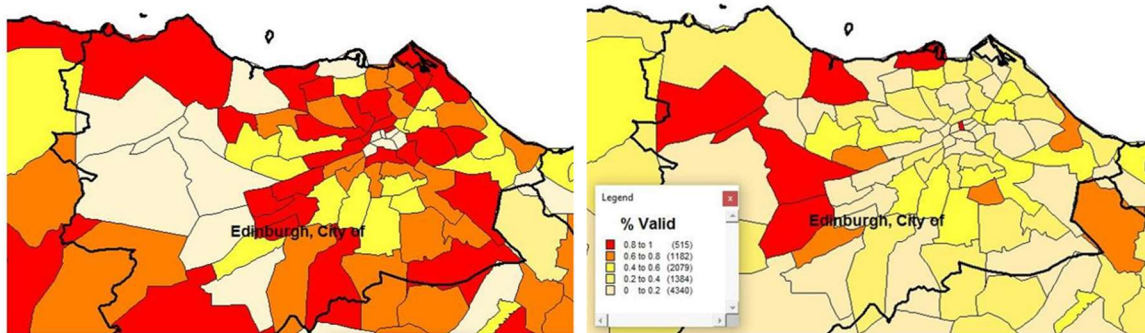 Edinburgh, City of
Edinburgh, City of
Legend
x
% Valid
0.8 to 1 (515)
0.6 to 0.8 (1182)
0.4 to 0.6 (2079)
0.2 to 0.4 (1384)
0 to 0.2 (4340)